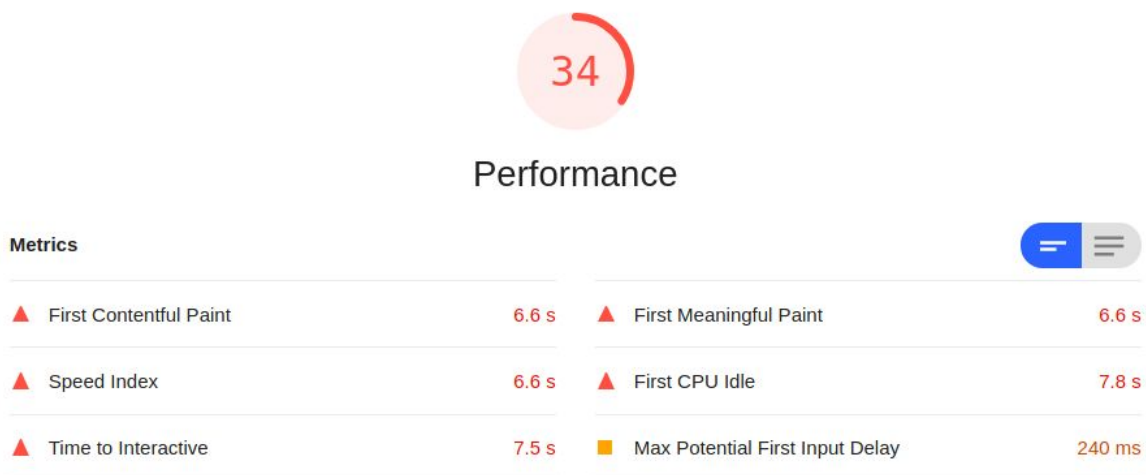 34
Performance
Metrics
First Contentful Paint 6.6 s
First Meaningful Paint 6.6 s
Speed Index 6.6 s
First CPU Idle 7.8 s
Time to Interactive 7.5 s
Max Potential First Input Delay 240 ms